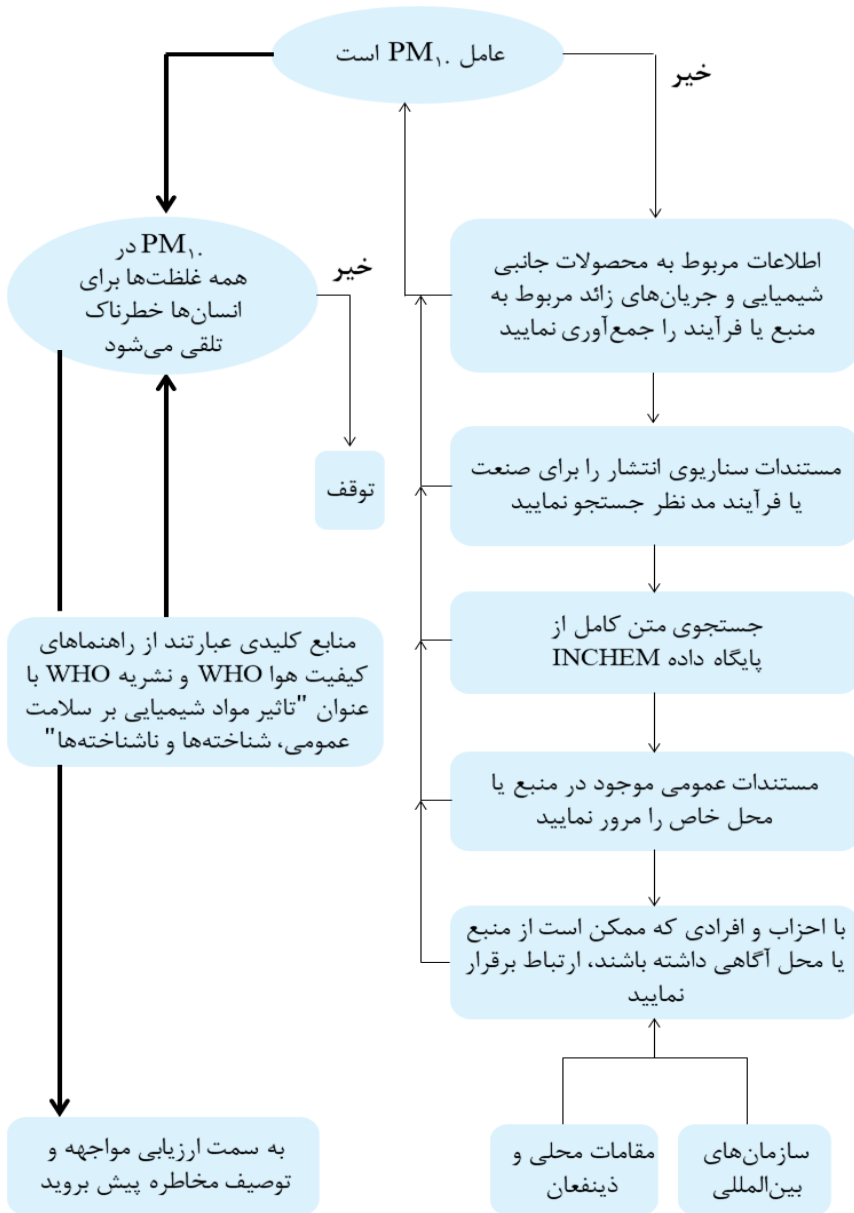 عامل PM₁₀ است
خیر
PM₁₀ در
همه غلظت‌ها برای
انسان‌ها خطرناک
تلقی می‌شود
خیر
توقف
اطلاعات مربوط به محصولات جانبی
شیمیایی و جریان‌های زائد مربوط به
منبع یا فرآیند را جمع‌آوری نمایید
مستندات سناریوی انتشار را برای صنعت
یا فرآیند مد نظر جستجو نمایید
جستجوی متن کامل از
پایگاه داده INCHEM
منابع کلیدی عبارتند از راهنماهای
کیفیت هوا WHO و نشریه WHO با
عنوان "تاثیر مواد شیمیایی بر سلامت
عمومی، شناخته‌ها و ناشناخته‌ها"
مستندات عمومی موجود در منبع یا
محل خاص را مرور نمایید
با احزاب و افرادی که ممکن است از منبع
یا محل آگاهی داشته باشند، ارتباط برقرار
نمایید
سازمان‌های
بین‌المللی
مقامات محلی و
ذینفعان
به سمت ارزیابی مواجهه و
توصیف مخاطره پیش بروید